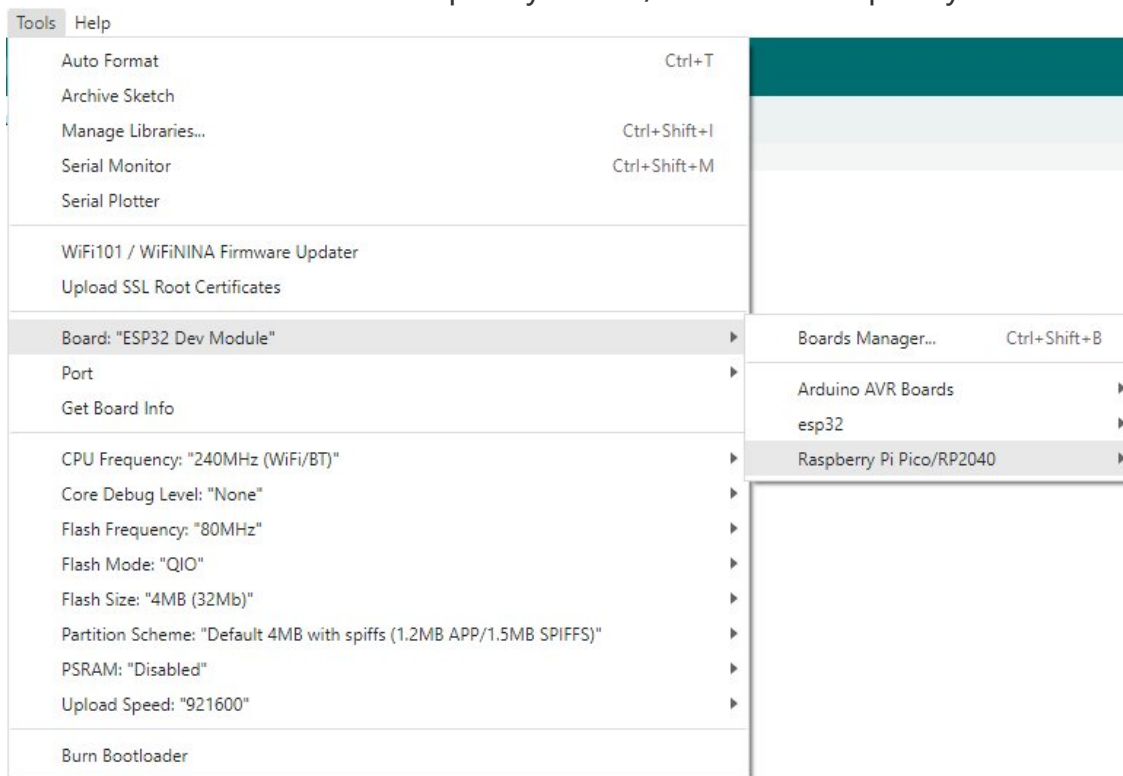 Tools Help
Auto Format Ctrl+T
Archive Sketch
Manage Libraries... Ctrl+Shift+I
Serial Monitor Ctrl+Shift+M
Serial Plotter
WiFi101 / WiFiNINA Firmware Updater
Upload SSL Root Certificates
Board: "ESP32 Dev Module"
Port
Get Board Info
CPU Frequency: "240MHz (WiFi/BT)"
Core Debug Level: "None"
Flash Frequency: "80MHz"
Flash Mode: "QIO"
Flash Size: "4MB (32Mb)"
Partition Scheme: "Default 4MB with spiffs (1.2MB APP/1.5MB SPIFFS)"
PSRAM: "Disabled"
Upload Speed: "921600"
Burn Bootloader
Boards Manager... Ctrl+Shift+B
Arduino AVR Boards
esp32
Raspberry Pi Pico/RP2040